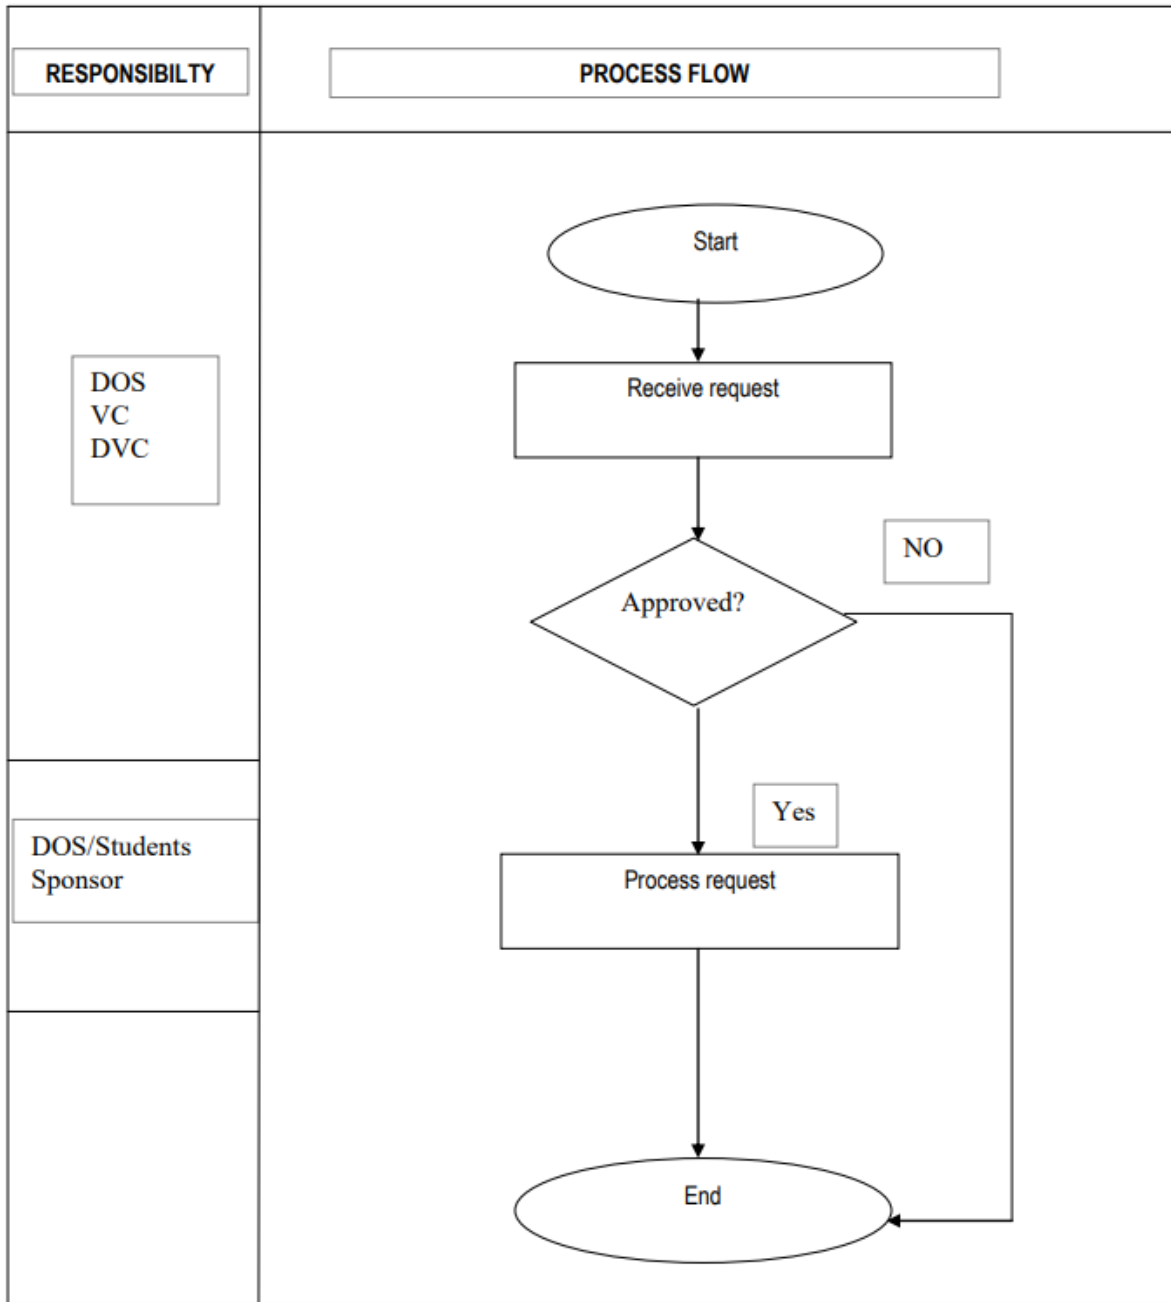 RESPONSIBILTY
PROCESS FLOW
Start
DOS
VC
DVC
Receive request
NO
Approved?
Yes
DOS/Students
Sponsor
Process request
End